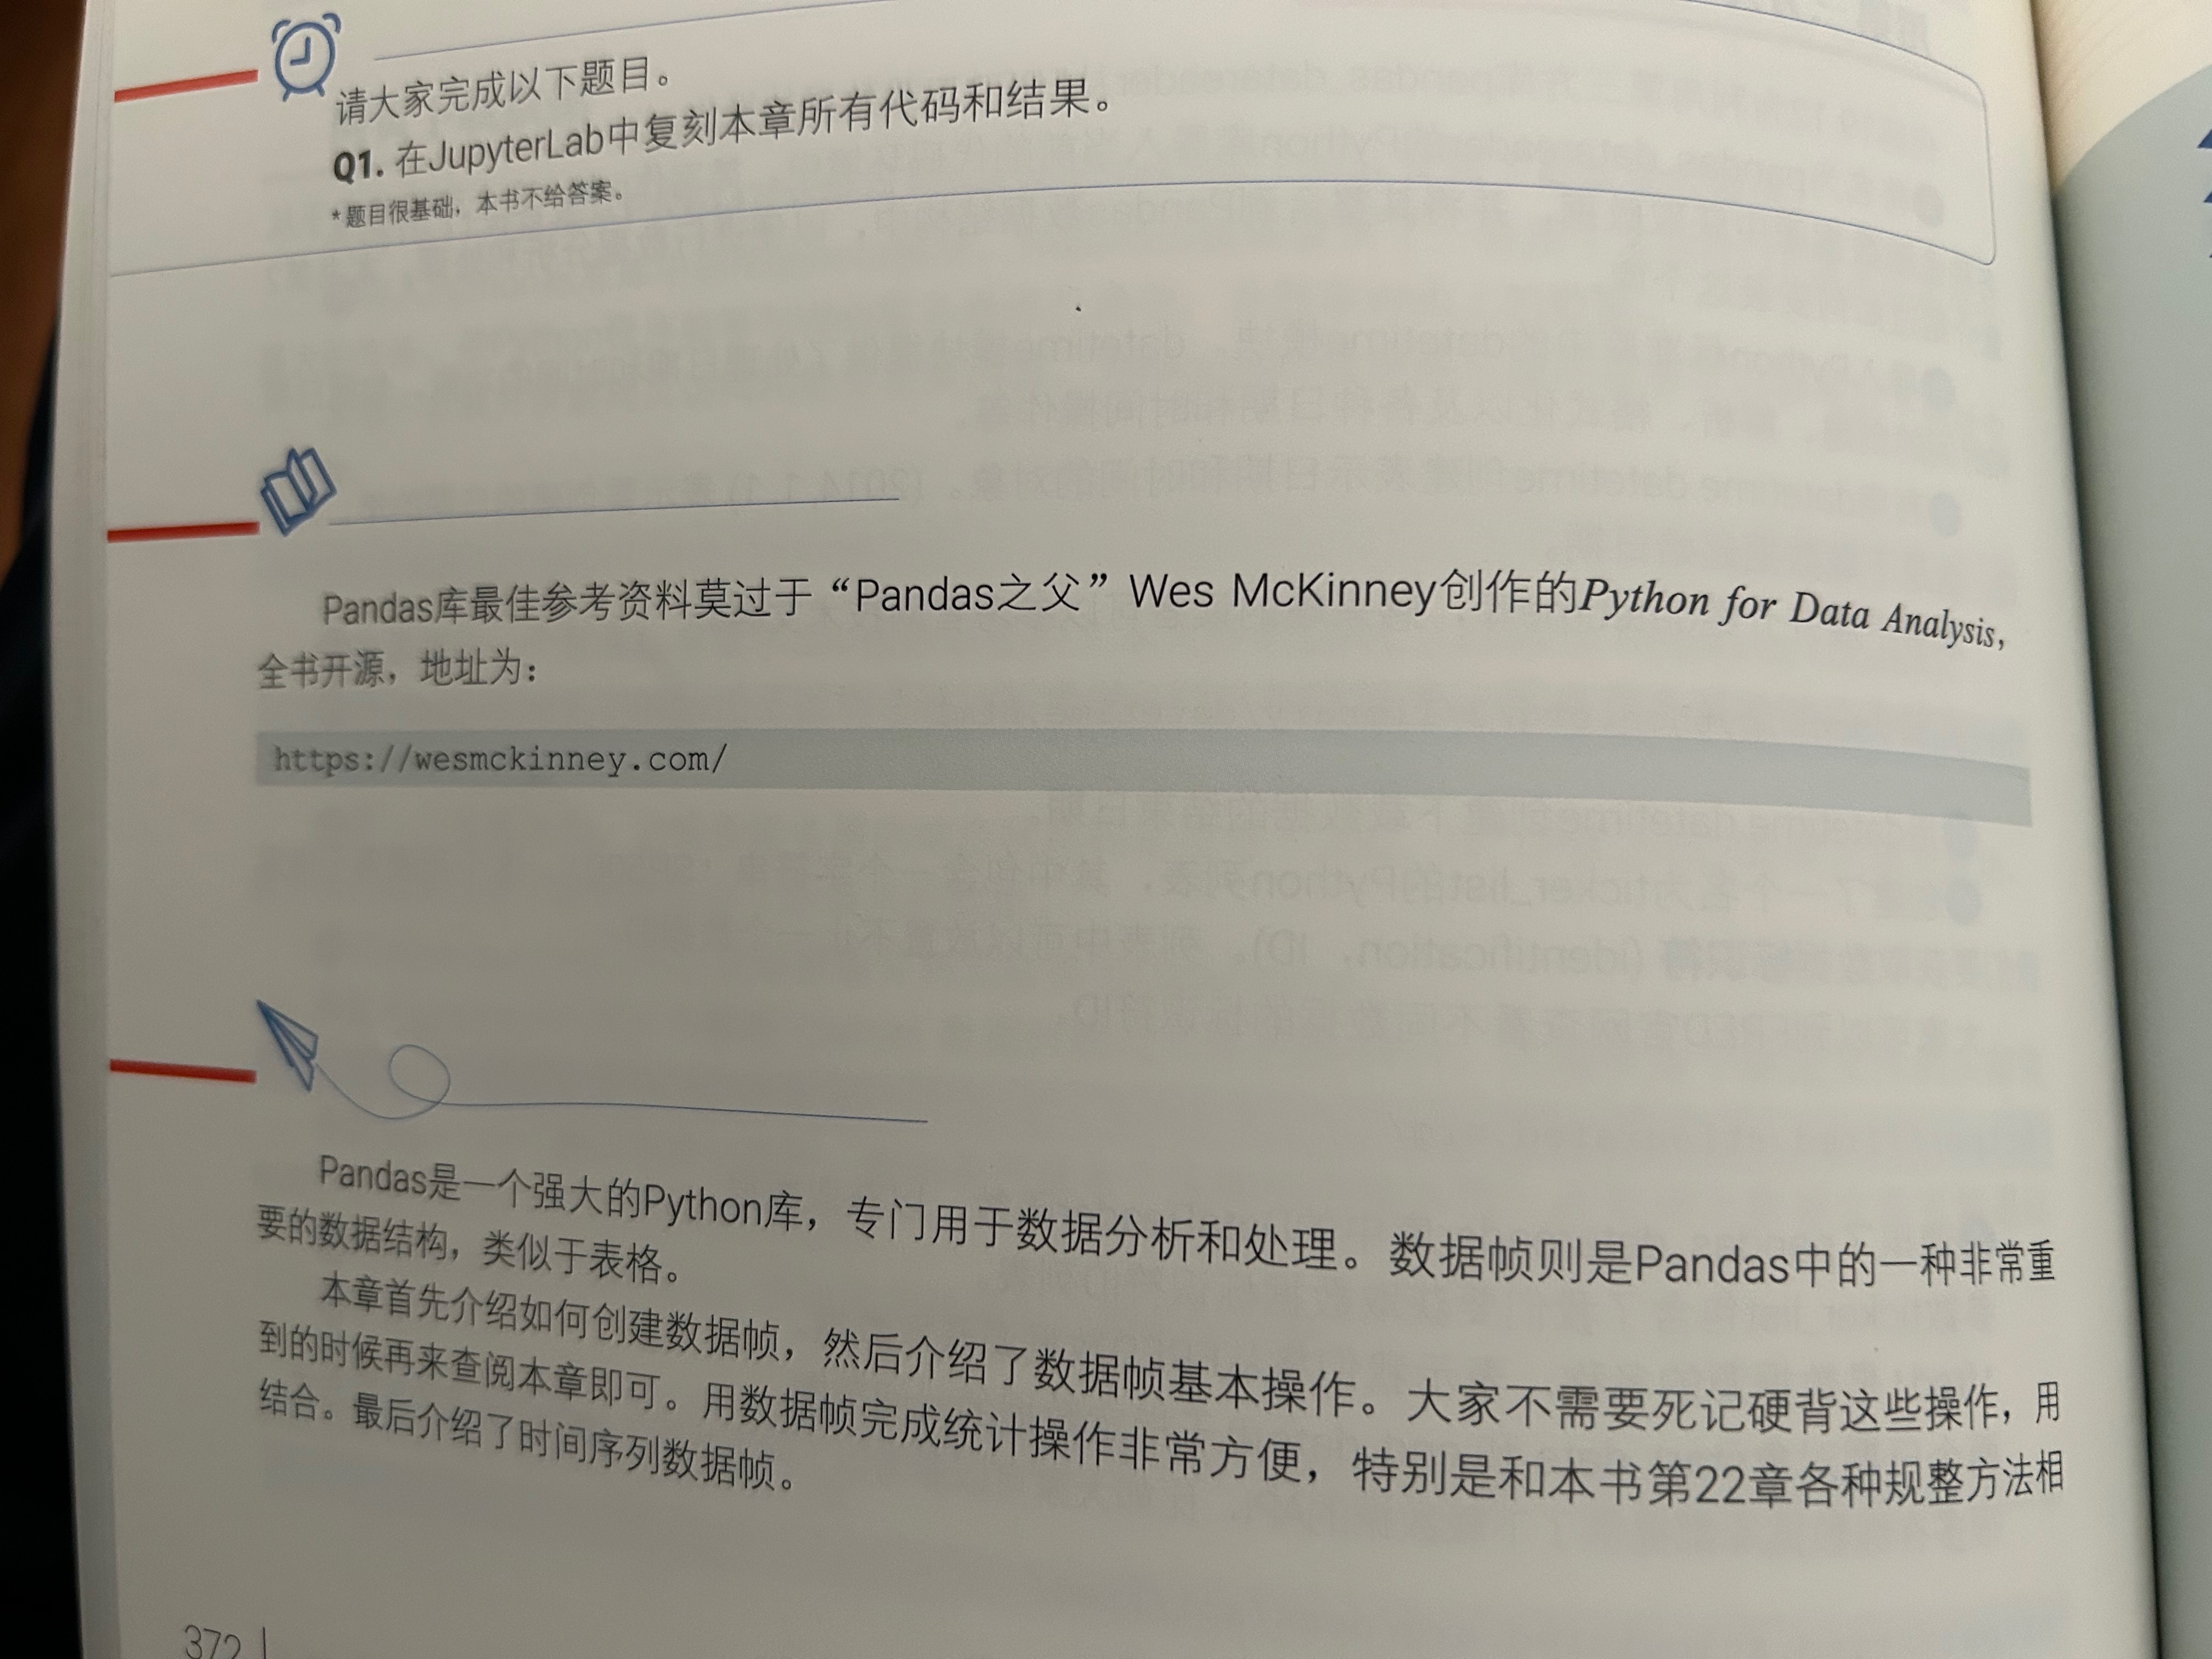 请大家完成以下题目。
Q1. 在JupyterLab中复刻本章所有代码和结果。
*题目很基础，本书不给答案。
Pandas库最佳参考资料莫过于“Pandas之父”Wes McKinney创作的Python for Data Analysis,
全书开源，地址为：
https://wesmckinney.com/
Pandas是一个强大的Python库，专门用于数据分析和处理。数据帧则是Pandas中的一种非常重
要的数据结构，类似于表格。
本章首先介绍如何创建数据帧，然后介绍了数据帧基本操作。大家不需要死记硬背这些操作，用
到的时候再来查阅本章即可。用数据帧完成统计操作非常方便，特别是和本书第22章各种规整方法相
结合。最后介绍了时间序列数据帧。
372